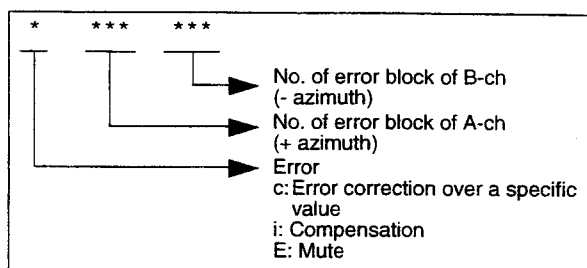 * *** ***
No. of error block of B-ch
(- azimuth)
No. of error block of A-ch
(+ azimuth)
Error
c: Error correction over a specific
value
i: Compensation
E: Mute